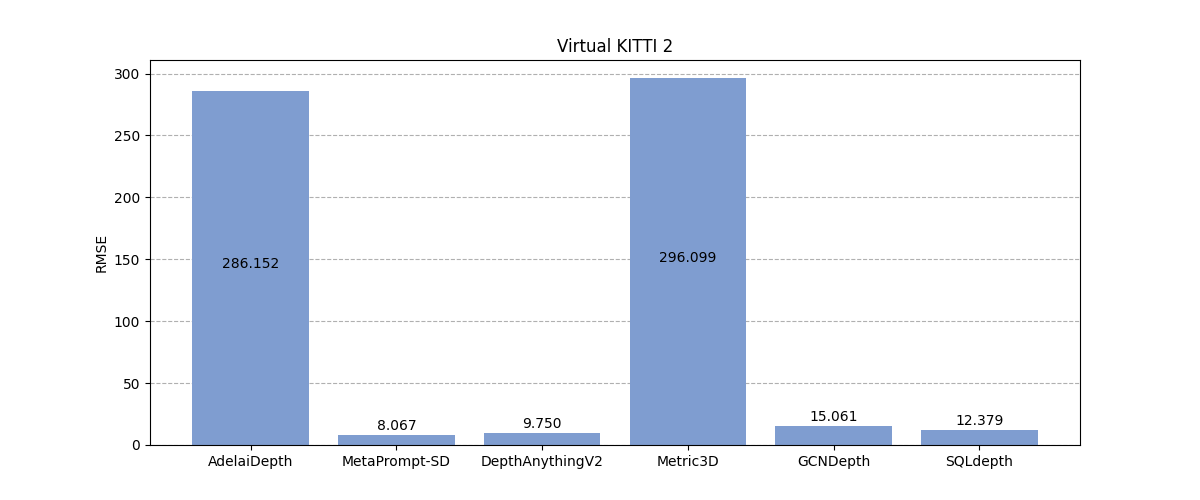 Virtual KITTI 2
RMSE
300
250
200
150
100
50
0
286.152
8.067
9.750
296.099
15.061
12.379
AdelaiDepth
MetaPrompt-SD
DepthAnythingV2
Metric3D
GCNDepth
SQLdepth